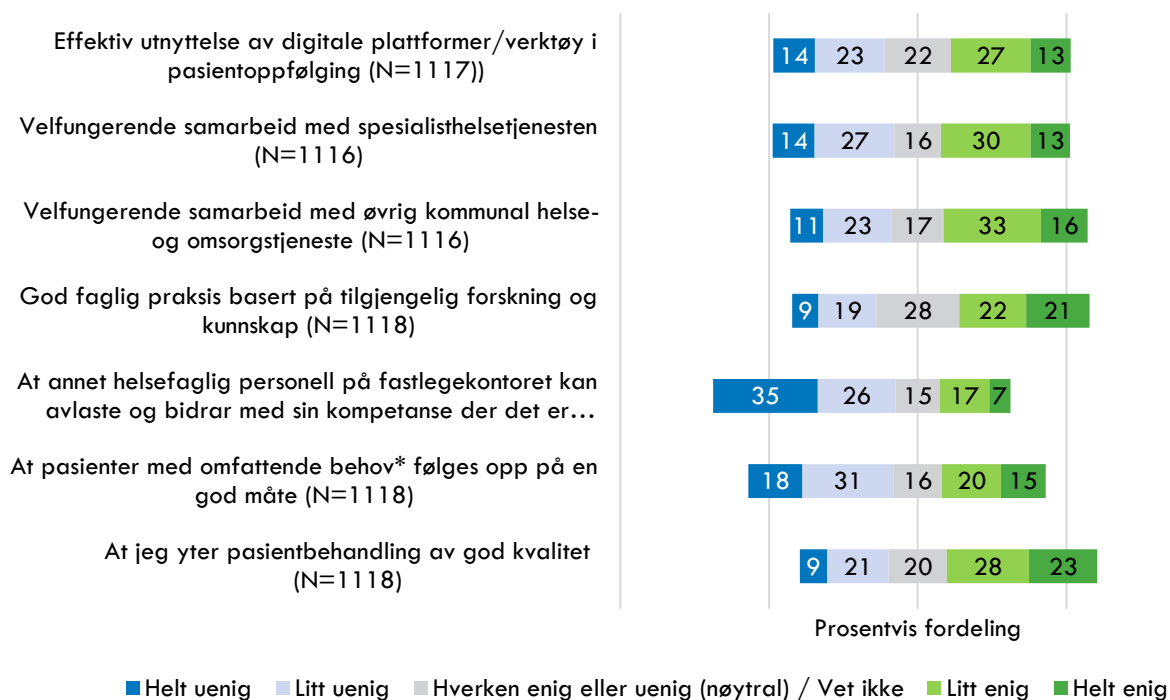 Effektiv utnyttelse av digitale plattformer/verktøy i
pasientoppfølging (N=1117))
14 23 22 27 13
Velfungerende samarbeid med spesialisthelsetjenesten
(N=1116)
14 27 16 30 13
Velfungerende samarbeid med øvrig kommunal helse-
og omsorgstjeneste (N=1116)
11 23 17 33 16
God faglig praksis basert på tilgjengelig forskning og
kunnskap (N=1118)
9 19 28 22 21
At annet helsefaglig personell på fastlegekontoret kan
avlaste og bidrar med sin kompetanse der det er…
35 26 15 17 7
At pasienter med omfattende behov* følges opp på en
god måte (N=1118)
18 31 16 20 15
At jeg yter pasientbehandling av god kvalitet
(N=1118)
9 21 20 28 23
Prosentvis fordeling
Helt uenig Litt uenig Hverken enig eller uenig (nøytral) / Vet ikke Litt enig Helt enig